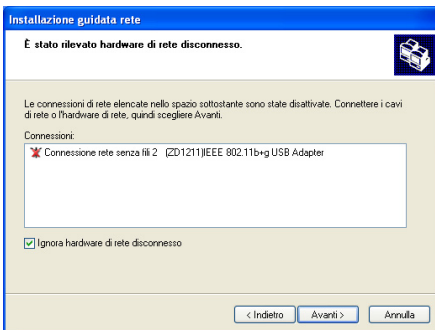 Installazione guidata rete
È stato rilevato hardware di rete disconnesso.
Le connessioni di rete elencate nello spazio sottostante sono state disattivate. Connettere i cavi
di rete o l'hardware di rete, quindi scegliere Avanti.
Connessioni:
Connessione rete senza fili 2 (ZD1211)IEEE 802.11b+g USB Adapter
Ignora hardware di rete disconnesso
< Indietro Avanti > Annulla